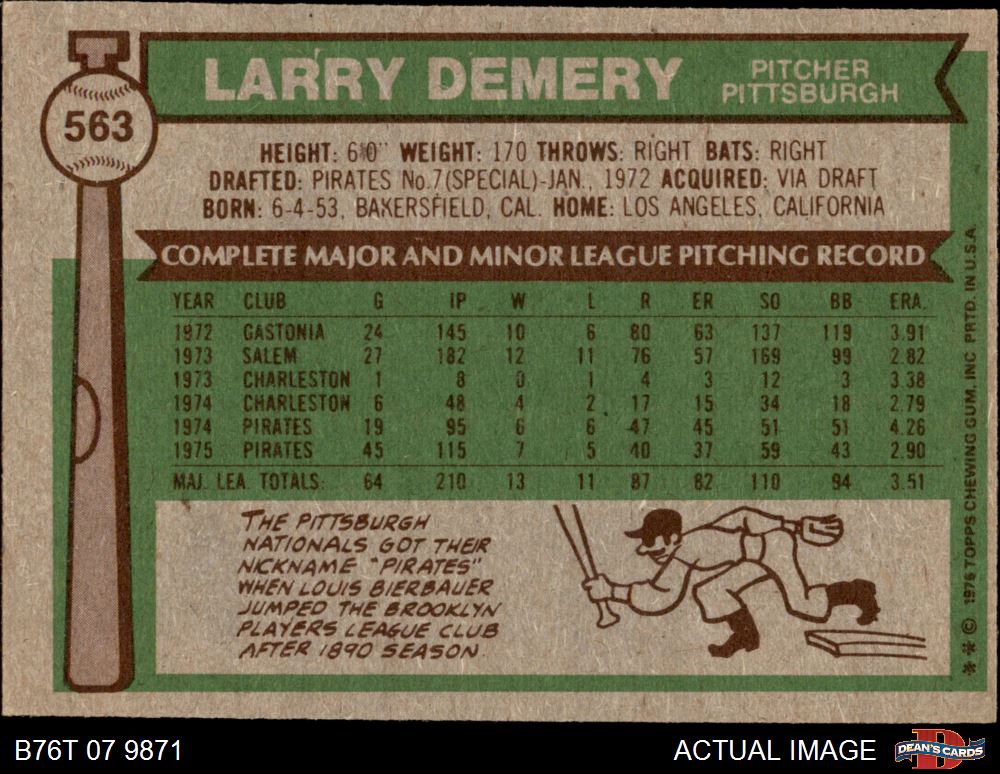 563
LARRY DEMERY
PITCHER
PITTSBURGH
HEIGHT: 6'0" WEIGHT: 170 THROWS: RIGHT BATS: RIGHT
DRAFTED: PIRATES No.7(SPECIAL)-JAN., 1972 ACQUIRED: VIA DRAFT
BORN: 6-4-53, BAKERSFIELD, CAL. HOME: LOS ANGELES, CALIFORNIA
COMPLETE MAJOR AND MINOR LEAGUE PITCHING RECORD
YEAR CLUB G IP W L R ER SO BB ERA.
1972 GASTONIA 24 145 10 6 80 63 137 119 3.91
1973 SALEM 27 182 12 11 76 57 169 99 2.82
1973 CHARLESTON 1 8 0 1 4 3 12 3 3.38
1974 CHARLESTON 6 48 4 2 17 15 34 18 2.79
1974 PIRATES 19 95 6 6 47 45 51 51 4.26
1975 PIRATES 45 115 7 5 40 37 59 43 2.90
MAJ. LEA. TOTALS: 64 210 13 11 87 82 110 94 3.51
THE PITTSBURGH
NATIONALS GOT THEIR
NICKNAME "PIRATES"
WHEN LOUIS BIERBAUER
JUMPED THE BROOKLYN
PLAYERS LEAGUE CLUB
AFTER 1890 SEASON.
* * © 1976 TOPPS CHEWING GUM, INC. PRTD. IN U.S.A.
B76T 07 9871
ACTUAL IMAGE
DEAN'S CARDS